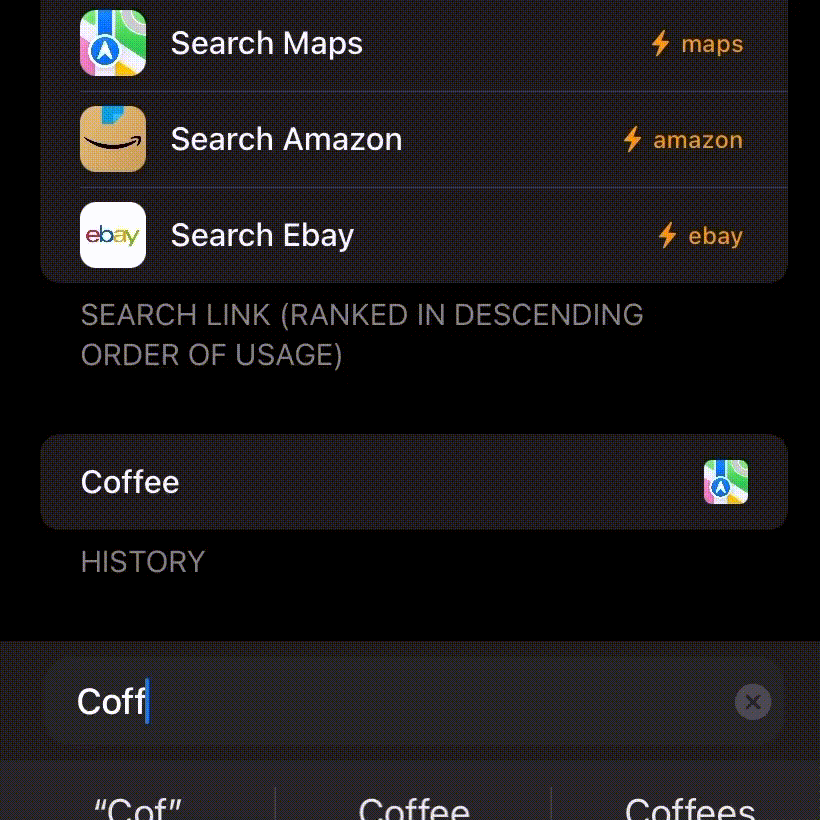 Search Maps
maps
Search Amazon
amazon
ebay
Search Ebay
ebay
SEARCH LINK (RANKED IN DESCENDING
ORDER OF USAGE)
Coffee
HISTORY
Coff
“Cof”
Coffee
Coffees